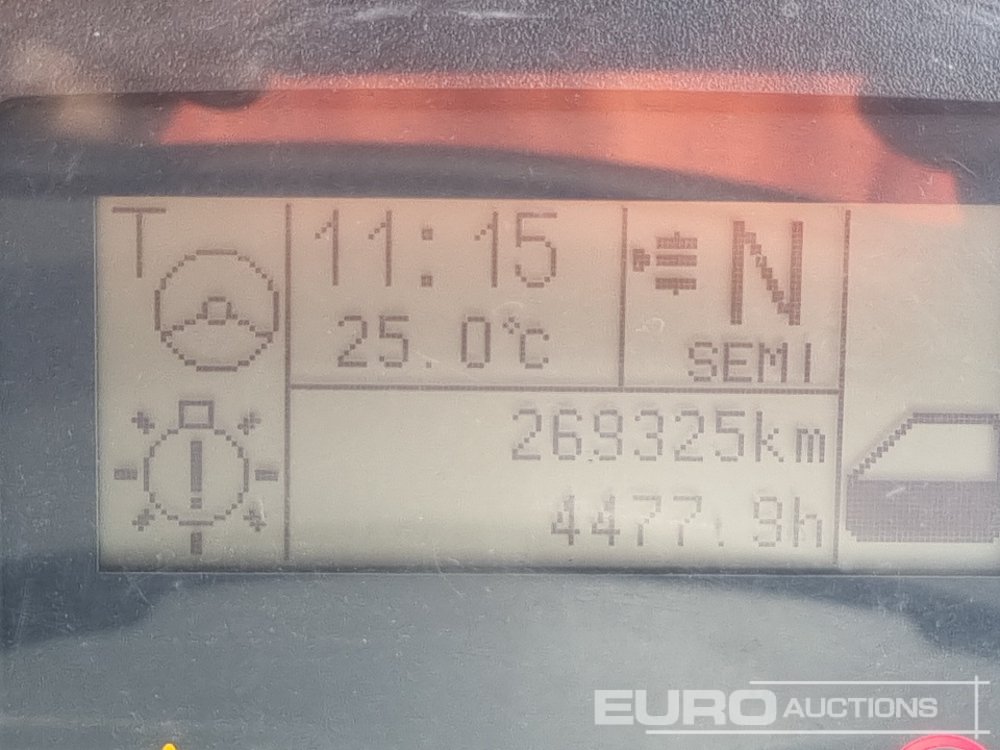 T
11:15
25.0°C
N
SEMI
269325km
4477.9h
EURO AUCTIONS